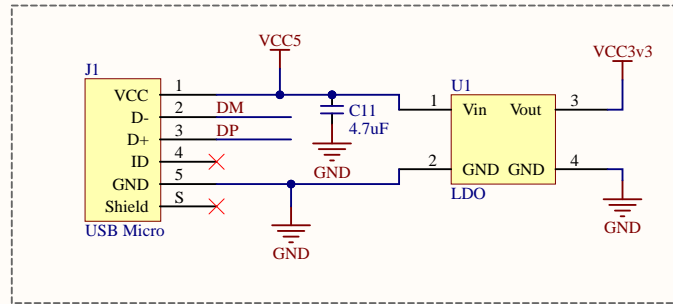 VCC5
VCC3v3
J1
U1
VCC 1
D- 2 DM
D+ 3 DP
ID 4
GND 5
Shield S
USB Micro
C11
4.7uF
GND
GND
1 Vin Vout 3
2 GND GND 4
LDO
GND